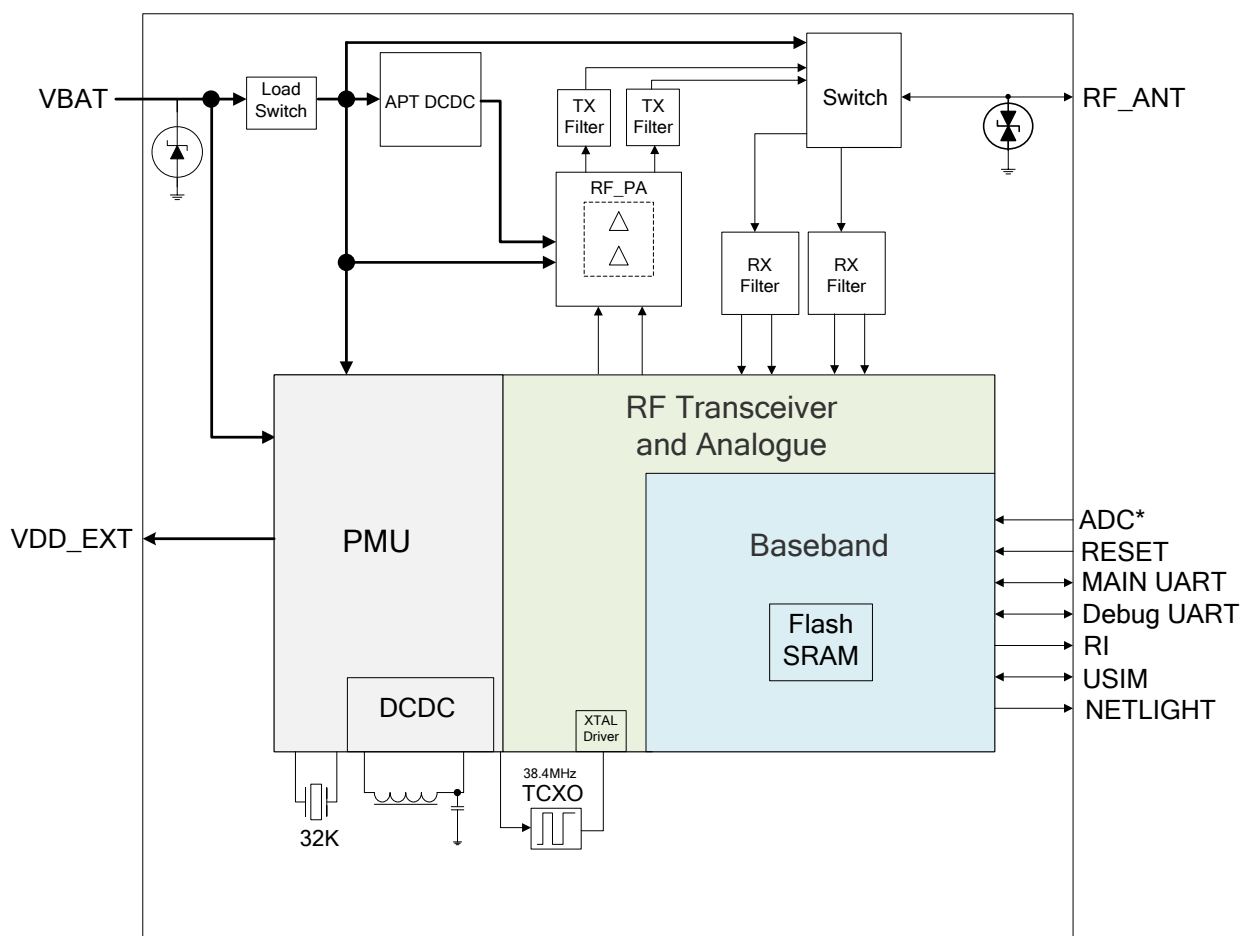 VBAT
Load
Switch
APT DCDC
TX
Filter
TX
Filter
Switch
RF_ANT
RF_PA
RX
Filter
RX
Filter
RF Transceiver
and Analogue
VDD_EXT
PMU
Baseband
Flash
SRAM
ADC*
RESET
MAIN UART
Debug UART
RI
USIM
NETLIGHT
DCDC
XTAL
Driver
32K
38.4MHz
TCXO